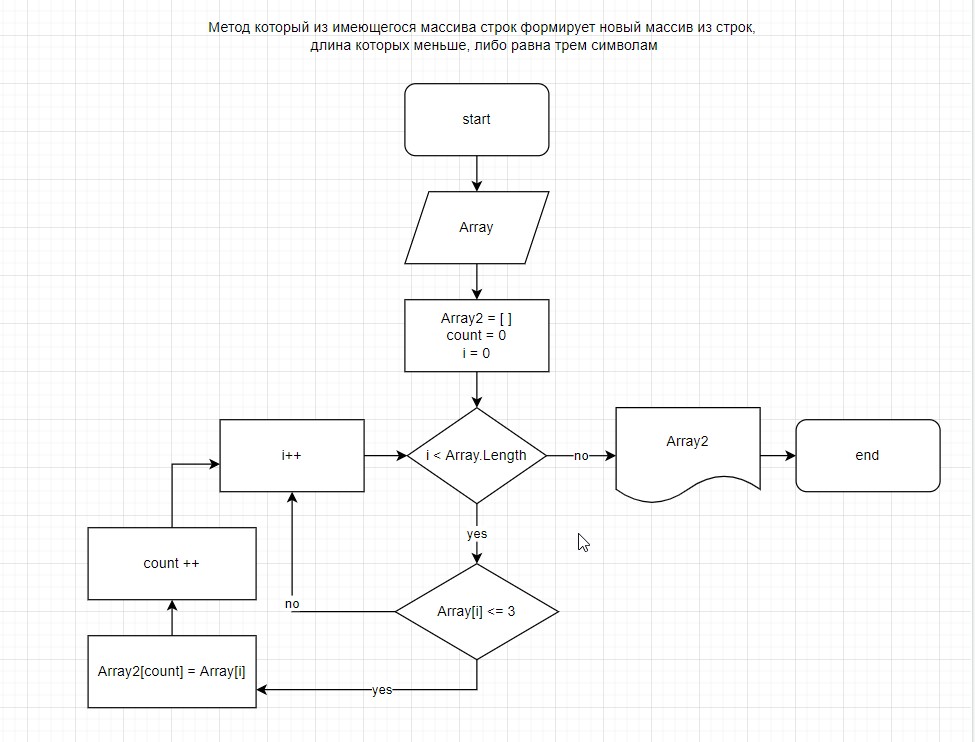 Метод который из имеющегося массива строк формирует новый массив из строк,
длина которых меньше, либо равна трем символам
start
Array
Array2 = [ ]
count = 0
i = 0
i++
i < Array.Length
no
Array2
end
yes
count ++
no
Array[i] <= 3
Array2[count] = Array[i]
yes